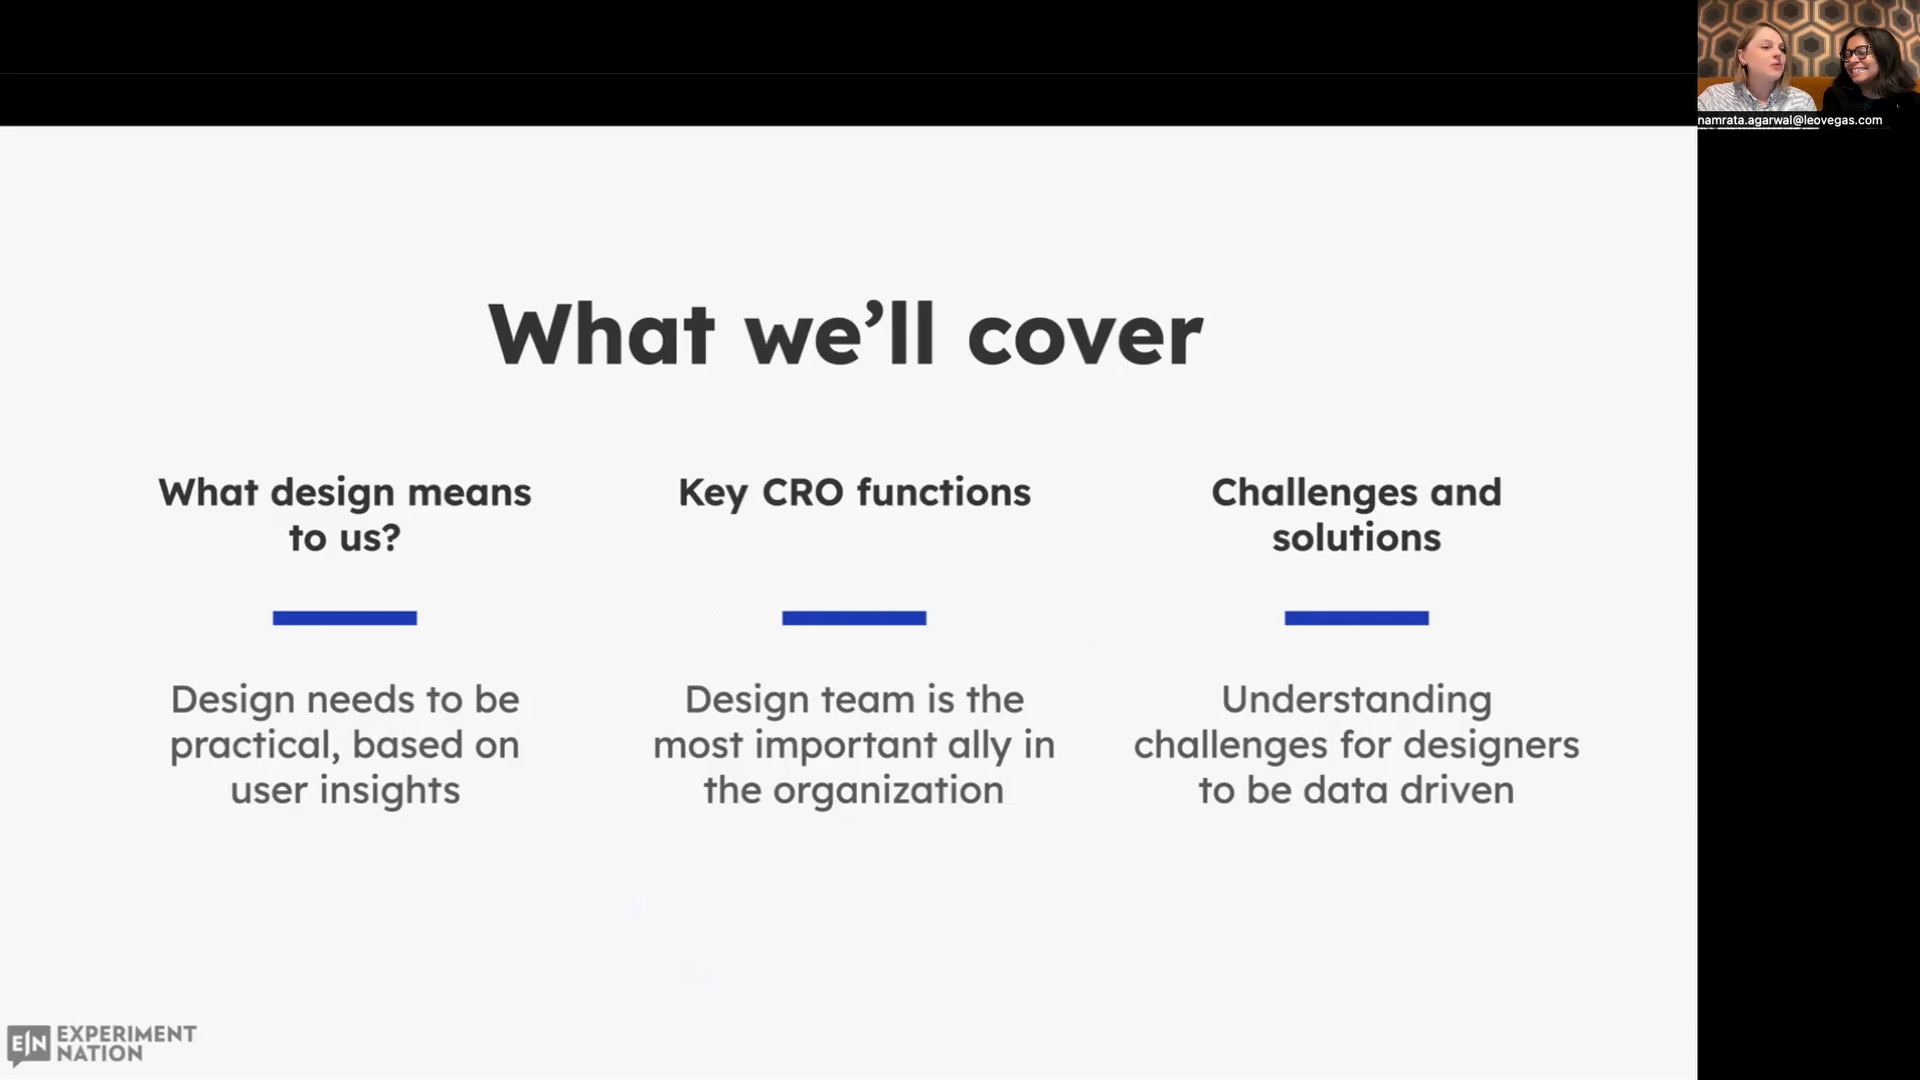 namrata.agarwal@leovegas.com
What we’ll cover
What design means
to us?
Key CRO functions
Challenges and
solutions
Design needs to be
practical, based on
user insights
Design team is the
most important ally in
the organization
Understanding
challenges for designers
to be data driven
E|N EXPERIMENT
NATION